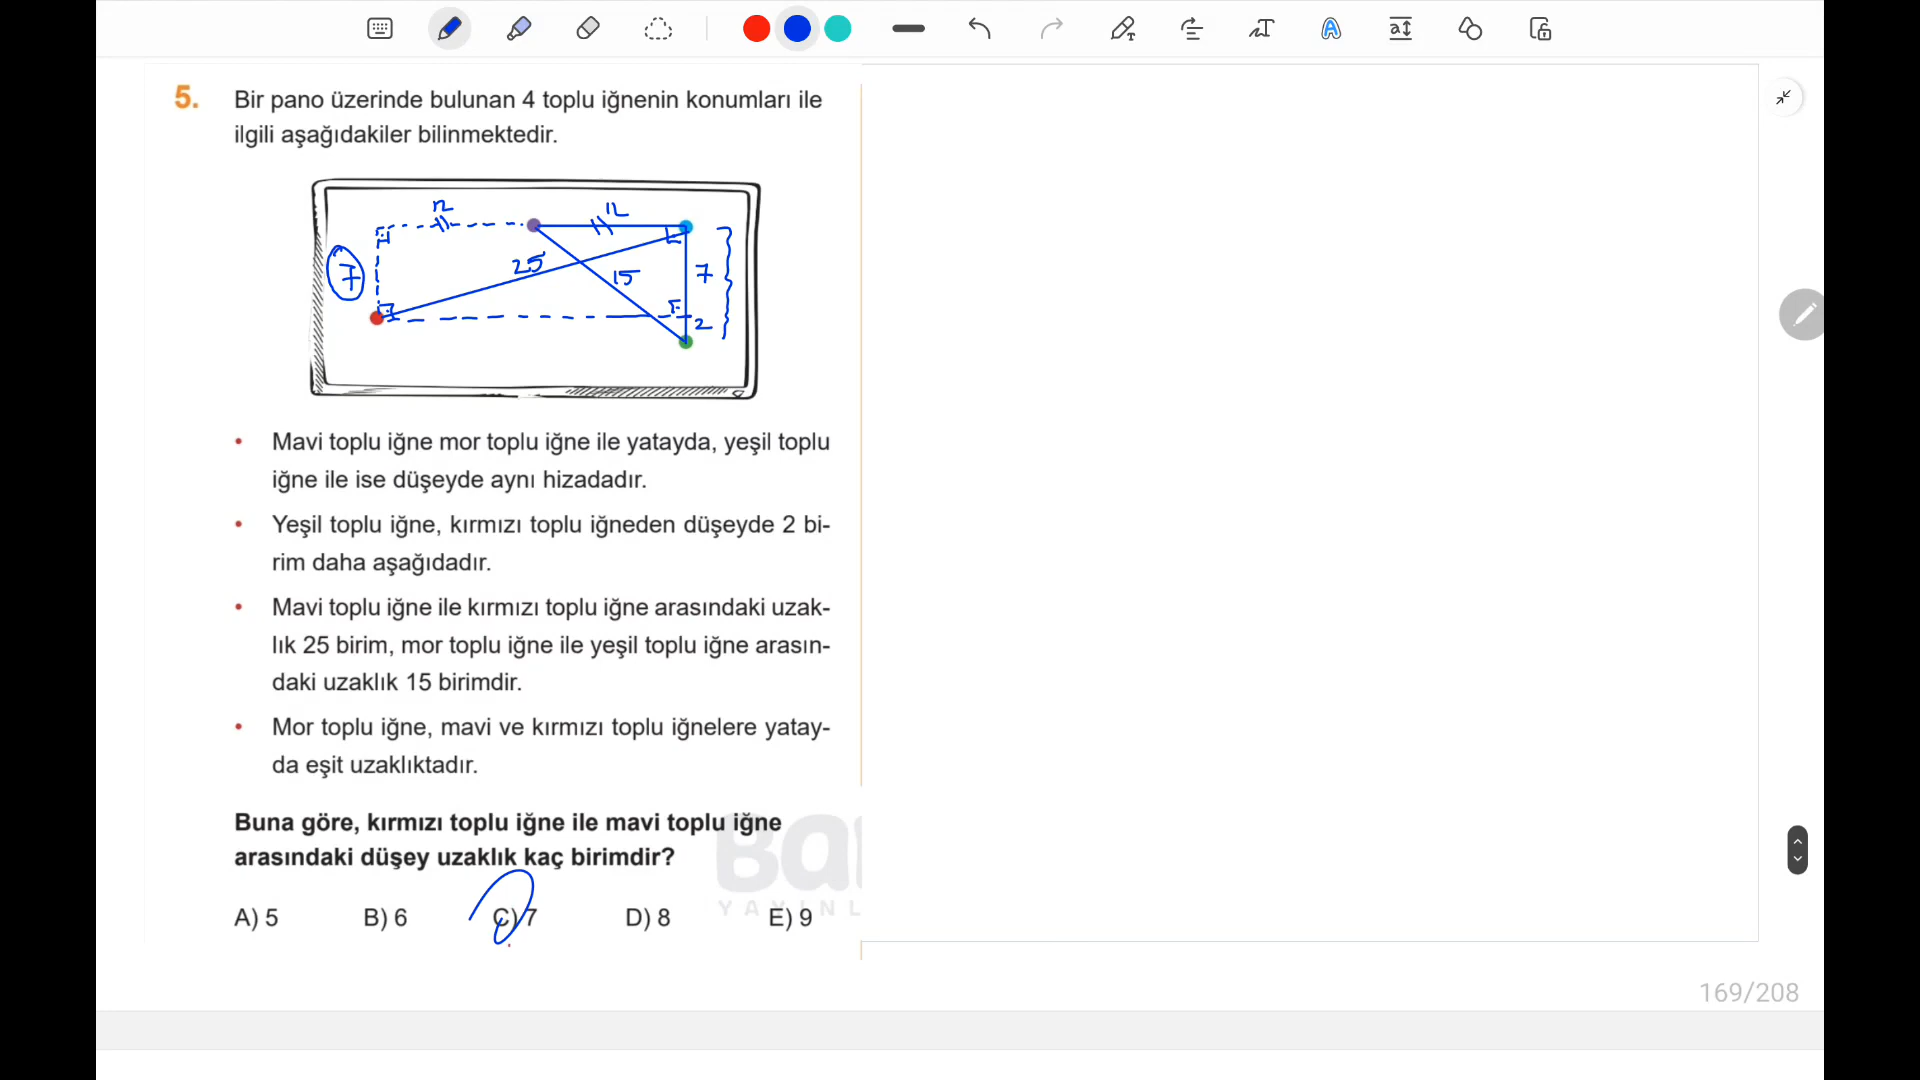 5. Bir pano üzerinde bulunan 4 toplu iğnenin konumları ile
ilgili aşağıdakiler bilinmektedir.
12
12
7
25
15
7
2
• Mavi toplu iğne mor toplu iğne ile yatayda, yeşil toplu
iğne ile ise düşeyde aynı hizadadır.
• Yeşil toplu iğne, kırmızı toplu iğneden düşeyde 2 bi-
rim daha aşağıdadır.
• Mavi toplu iğne ile kırmızı toplu iğne arasındaki uzak-
lık 25 birim, mor toplu iğne ile yeşil toplu iğne arasın-
daki uzaklık 15 birimdir.
• Mor toplu iğne, mavi ve kırmızı toplu iğnelere yatay-
da eşit uzaklıktadır.
Buna göre, kırmızı toplu iğne ile mavi toplu iğne
arasındaki düşey uzaklık kaç birimdir?
A) 5 B) 6 C) 7 D) 8 E) 9
169/208